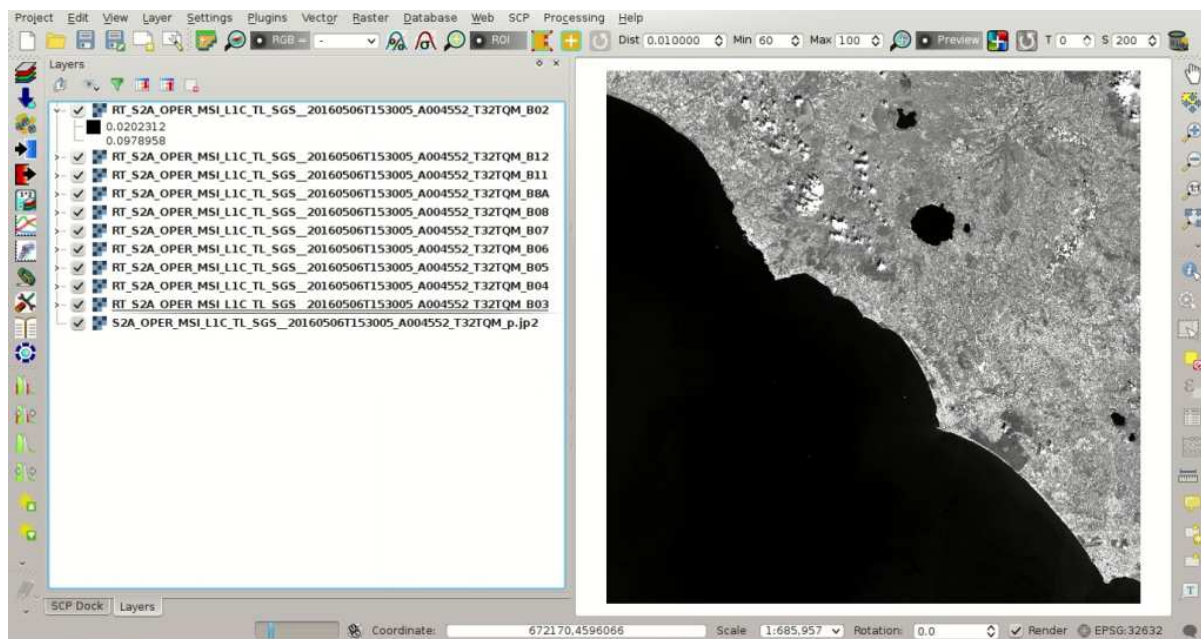 Project Edit View Layer Settings Plugins Vector Raster Database Web SCP Processing Help
RGB = - ROI Dist 0.010000 Min 60 Max 100 Preview T 0 S 200
Layers
RT_S2A_OPER_MSI_L1C_TL_SGS__20160506T153005_A004552_T32TQM_B02
0.0202312
0.0978958
RT_S2A_OPER_MSI_L1C_TL_SGS__20160506T153005_A004552_T32TQM_B12
RT_S2A_OPER_MSI_L1C_TL_SGS__20160506T153005_A004552_T32TQM_B11
RT_S2A_OPER_MSI_L1C_TL_SGS__20160506T153005_A004552_T32TQM_B8A
RT_S2A_OPER_MSI_L1C_TL_SGS__20160506T153005_A004552_T32TQM_B08
RT_S2A_OPER_MSI_L1C_TL_SGS__20160506T153005_A004552_T32TQM_B07
RT_S2A_OPER_MSI_L1C_TL_SGS__20160506T153005_A004552_T32TQM_B06
RT_S2A_OPER_MSI_L1C_TL_SGS__20160506T153005_A004552_T32TQM_B05
RT_S2A_OPER_MSI_L1C_TL_SGS__20160506T153005_A004552_T32TQM_B04
RT_S2A_OPER_MSI_L1C_TL_SGS__20160506T153005_A004552_T32TQM_B03
S2A_OPER_MSI_L1C_TL_SGS__20160506T153005_A004552_T32TQM_p.jp2
SCP Dock Layers
Coordinate: 672170,4596066 Scale 1:685,957 Rotation: 0.0 Render EPSG:32632